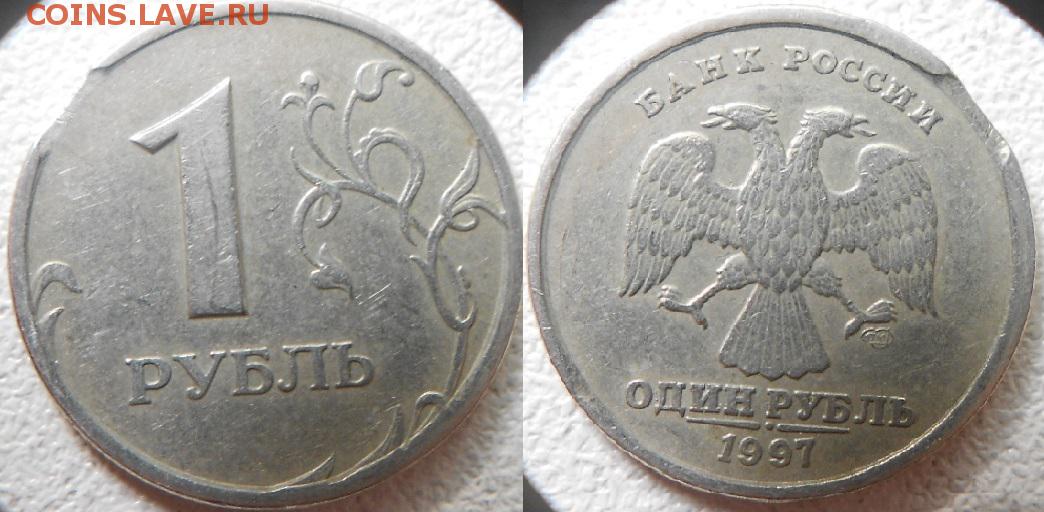 COINS.LAVE.RU
1
РУБЛЬ
БАНК РОССИИ
ОДИН РУБЛЬ
1997